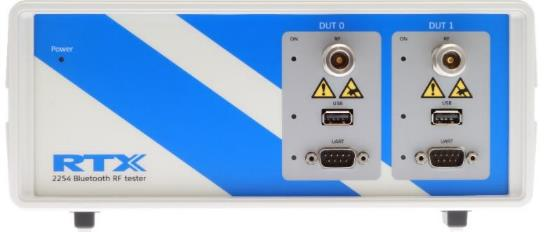 DUT 0
DUT 1
ON
RF
ON
RF
Power
USB
USB
UART
UART
RTX
2254 Bluetooth RF tester